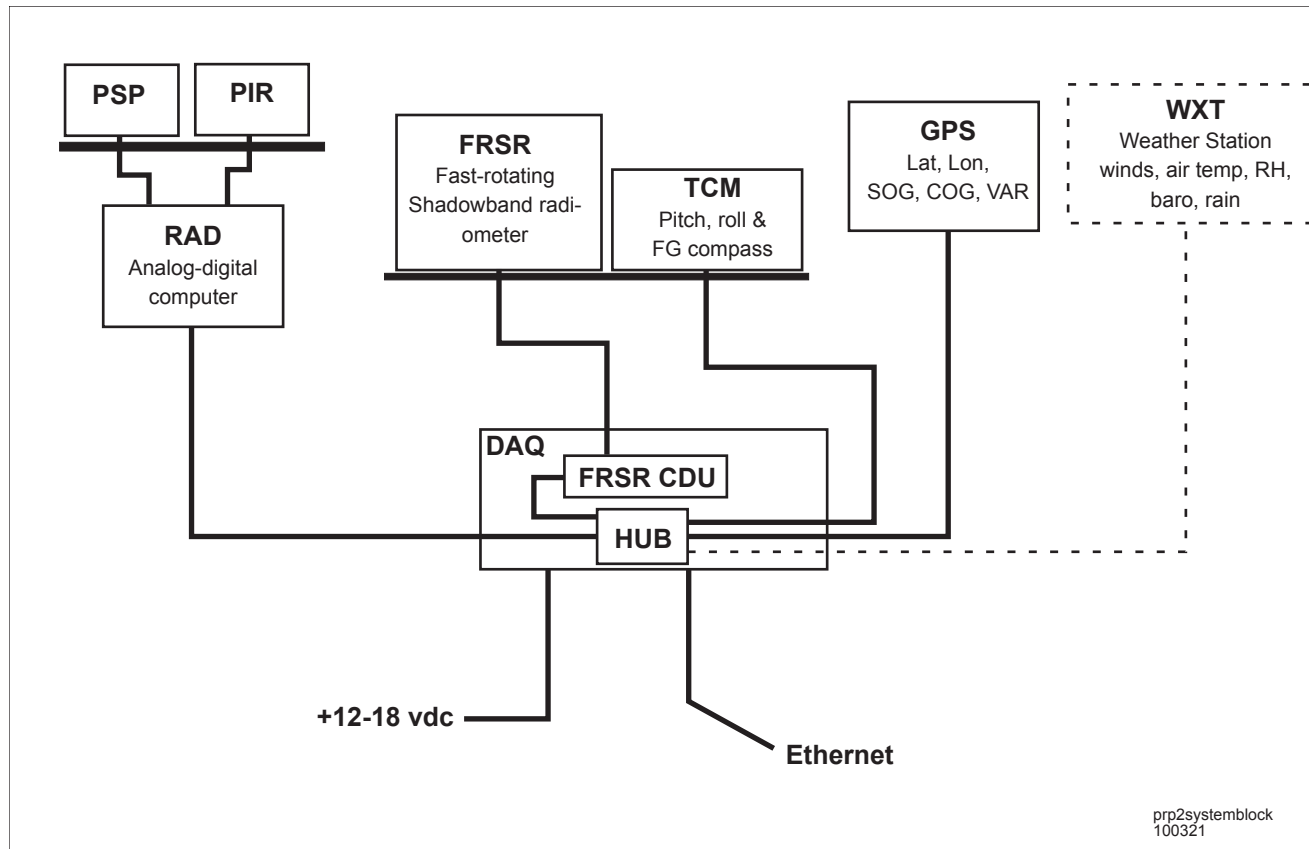 PSP
PIR
RAD
Analog-digital
computer
FRSR
Fast-rotating
Shadowband radi-
ometer
TCM
Pitch, roll &
FG compass
GPS
Lat, Lon,
SOG, COG, VAR
WXT
Weather Station
winds, air temp, RH,
baro, rain
DAQ
FRSR CDU
HUB
+12-18 vdc
Ethernet
prp2systemblock
100321